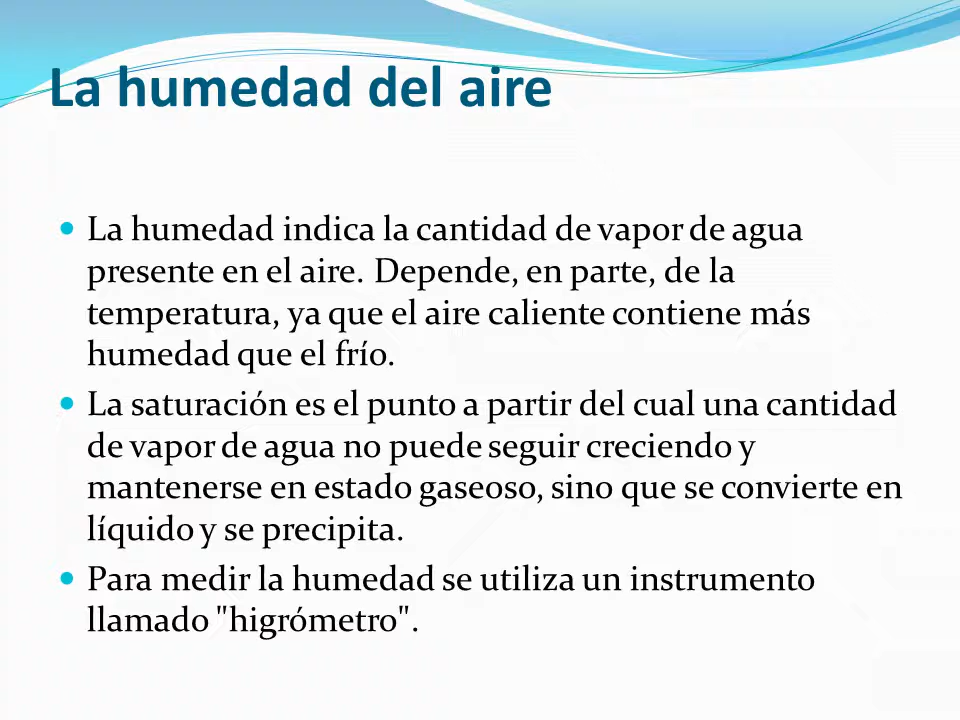 La humedad del aire
La humedad indica la cantidad de vapor de agua
presente en el aire. Depende, en parte, de la
temperatura, ya que el aire caliente contiene más
humedad que el frío.
La saturación es el punto a partir del cual una cantidad
de vapor de agua no puede seguir creciendo y
mantenerse en estado gaseoso, sino que se convierte en
líquido y se precipita.
Para medir la humedad se utiliza un instrumento
llamado "higrómetro".